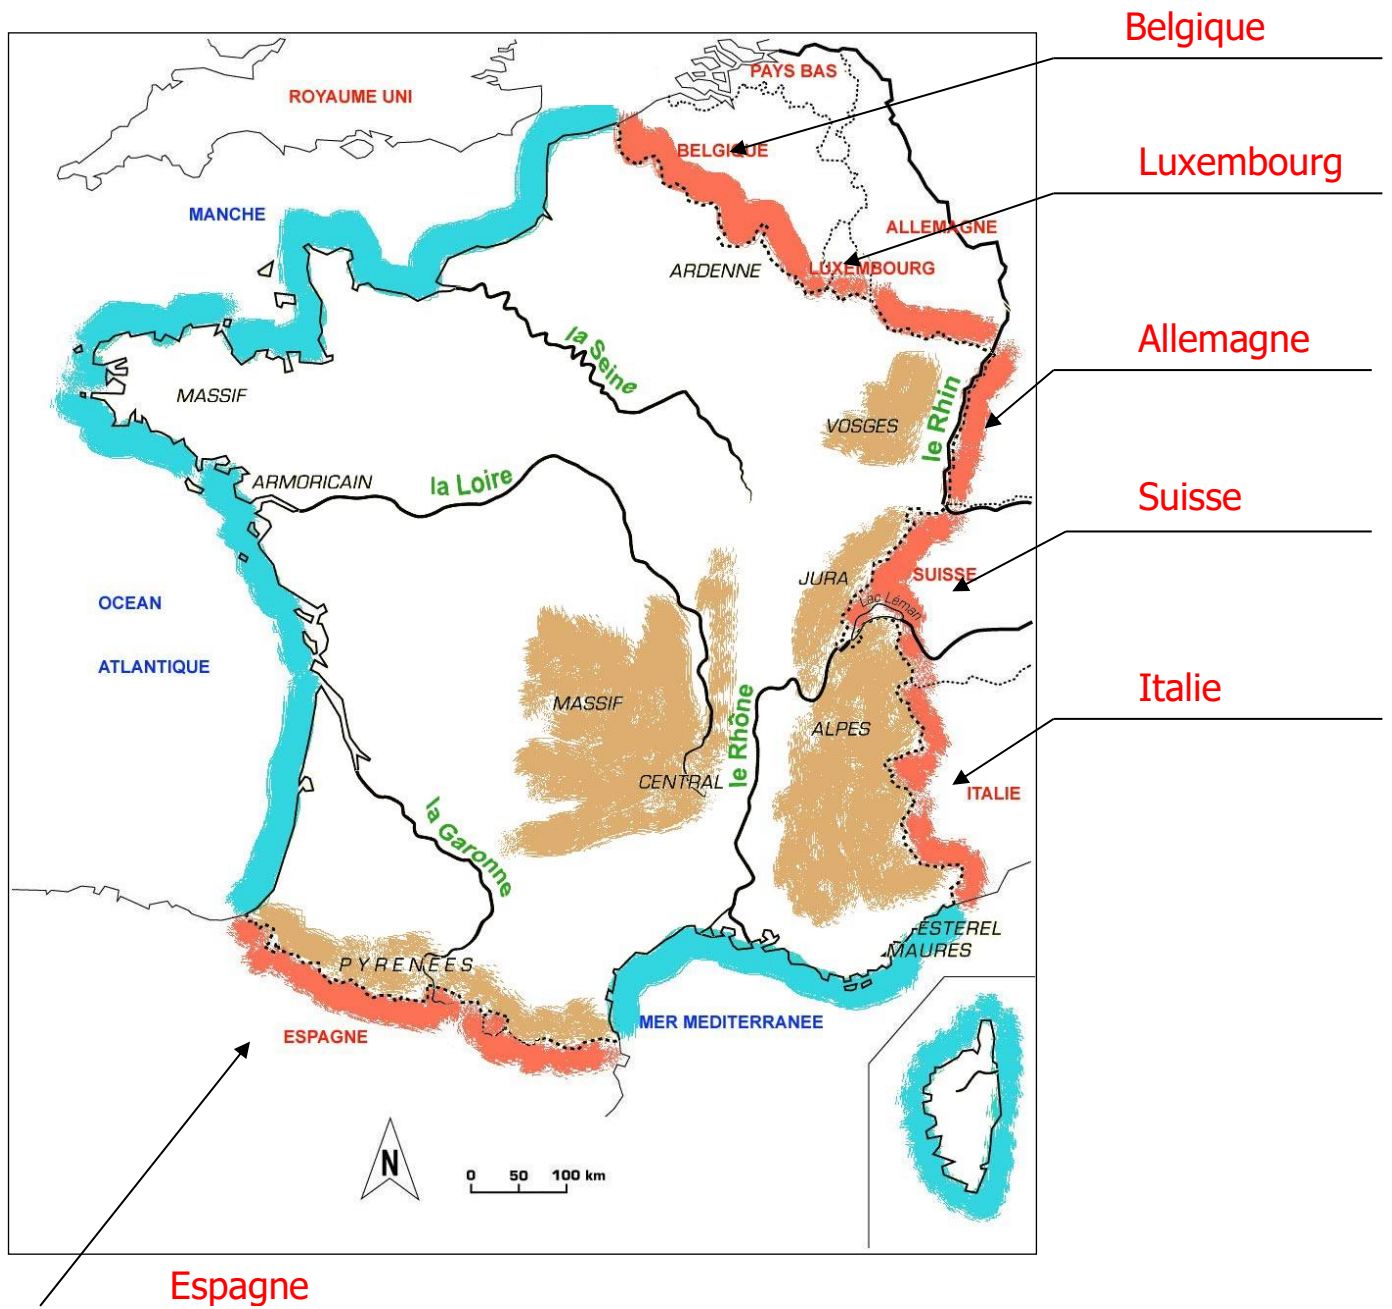 Belgique
PAYS BAS
ROYAUME UNI
BELGIQUE
Luxembourg
MANCHE
ALLEMAGNE
ARDENNE
LUXEMBOURG
Allemagne
la Seine
MASSIF
le Rhin
VOSGES
la Loire
ARMORICAIN
Suisse
JURA
SUISSE
Lac Léman
OCEAN
ATLANTIQUE
Italie
MASSIF
le Rhône
ALPES
CENTRAL
ITALIE
la Garonne
ESTEREL
MAURES
PYRENEES
MER MEDITERRANEE
ESPAGNE
N
0 50 100 km
Espagne